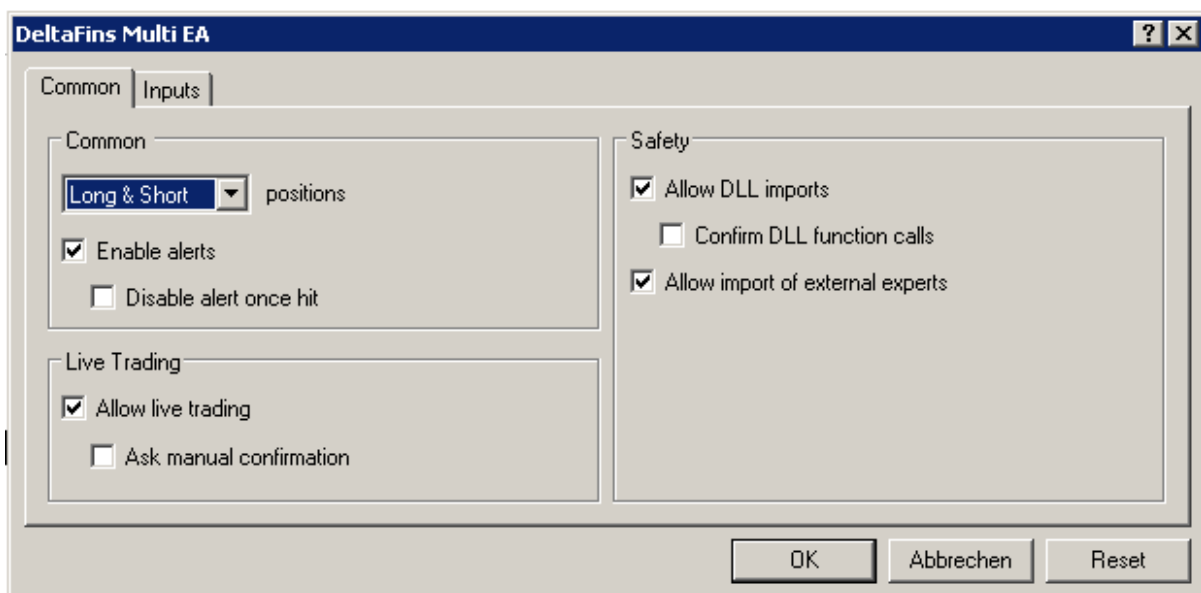 DeltaFins Multi EA
Common
Inputs
Common
Long & Short
positions
Enable alerts
Disable alert once hit
Live Trading
Allow live trading
Ask manual confirmation
Safety
Allow DLL imports
Confirm DLL function calls
Allow import of external experts
OK
Abbrechen
Reset